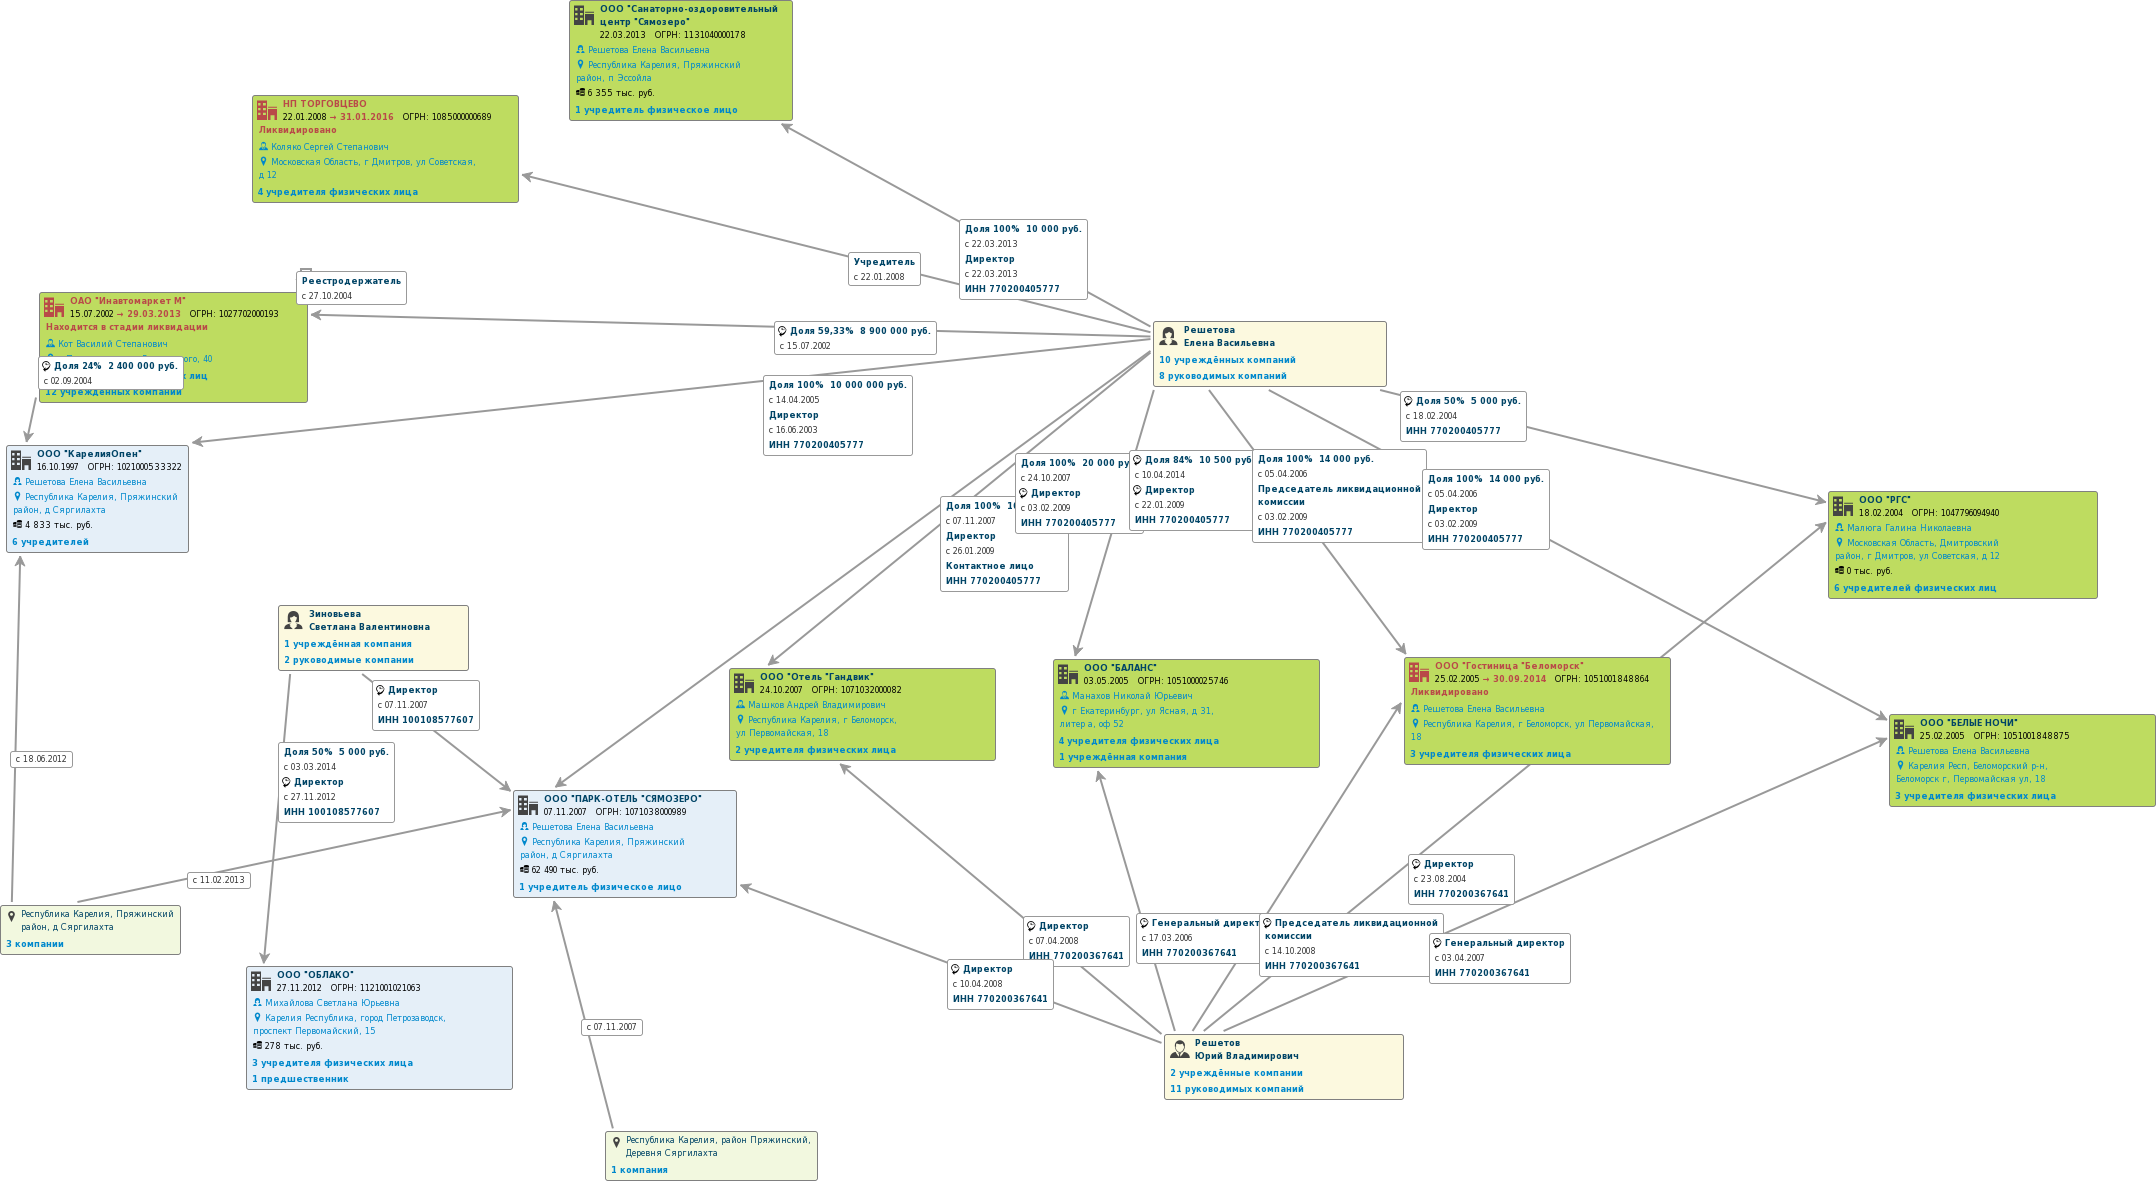 ООО "Санаторно-оздоровительный
центр "Сямозеро"
22.03.2013 ОГРН: 1131040000178
Решетова Елена Васильевна
Республика Карелия, Пряжинский
район, п Эссойла
6 355 тыс. руб.
1 учредитель физическое лицо
НП ТОРГОВЦЕВО
22.01.2008 → 31.01.2016 ОГРН: 1085000000689
Ликвидировано
Коляко Сергей Степанович
Московская Область, г Дмитров, ул Советская,
д 12
4 учредителя физических лица
Доля 100% 10 000 руб.
с 22.03.2013
Директор
с 22.03.2013
ИНН 770200405777
Учредитель
с 22.01.2008
Реестродержатель
с 27.10.2004
ОАО "Инавтомаркет М"
15.07.2002 → 29.03.2013 ОГРН: 1027702000193
Находится в стадии ликвидации
Кот Василий Степанович
ого, 40
Доля 24% 2 400 000 руб.
с 02.09.2004
х лиц
12 учреждённых компаний
Доля 59,33% 8 900 000 руб.
с 15.07.2002
Решетова
Елена Васильевна
10 учреждённых компаний
8 руководимых компаний
Доля 100% 10 000 000 руб.
с 14.04.2005
Директор
с 16.06.2003
ИНН 770200405777
Доля 50% 5 000 руб.
с 18.02.2004
ИНН 770200405777
ООО "КарелияОпен"
16.10.1997 ОГРН: 1021000533322
Решетова Елена Васильевна
Республика Карелия, Пряжинский
район, д Сяргилахта
4 833 тыс. руб.
6 учредителей
Доля 100% 10
с 07.11.2007
Директор
с 26.01.2009
Контактное лицо
ИНН 770200405777
Доля 100% 20 000 ру
с 24.10.2007
Директор
с 03.02.2009
ИНН 770200405777
Доля 84% 10 500 руб
с 10.04.2014
Директор
с 22.01.2009
ИНН 770200405777
Доля 100% 14 000 руб.
с 05.04.2006
Председатель ликвидационной
комиссии
с 03.02.2009
ИНН 770200405777
Доля 100% 14 000 руб.
с 05.04.2006
Директор
с 03.02.2009
ИНН 770200405777
ООО "РГС"
18.02.2004 ОГРН: 1047796094940
Малюга Галина Николаевна
Московская Область, Дмитровский
район, г Дмитров, ул Советская, д 12
0 тыс. руб.
6 учредителей физических лиц
Зиновьева
Светлана Валентиновна
1 учреждённая компания
2 руководимые компании
Директор
с 07.11.2007
ИНН 100108577607
Доля 50% 5 000 руб.
с 03.03.2014
Директор
с 27.11.2012
ИНН 100108577607
ООО "Отель "Гандвик"
24.10.2007 ОГРН: 1071032000082
Машков Андрей Владимирович
Республика Карелия, г Беломорск,
ул Первомайская, 18
2 учредителя физических лица
ООО "БАЛАНС"
03.05.2005 ОГРН: 1051000025746
Манахов Николай Юрьевич
г Екатеринбург, ул Ясная, д 31,
литер а, оф 52
4 учредителя физических лица
1 учреждённая компания
ООО "Гостиница "Беломорск"
25.02.2005 → 30.09.2014 ОГРН: 1051001848864
Ликвидировано
Решетова Елена Васильевна
Республика Карелия, г Беломорск, ул Первомайская,
18
3 учредителя физических лица
ООО "БЕЛЫЕ НОЧИ"
25.02.2005 ОГРН: 1051001848875
Решетова Елена Васильевна
Карелия Респ, Беломорский р-н,
Беломорск г, Первомайская ул, 18
3 учредителя физических лица
с 18.06.2012
ООО "ПАРК-ОТЕЛЬ "СЯМОЗЕРО"
07.11.2007 ОГРН: 1071038000989
Решетова Елена Васильевна
Республика Карелия, Пряжинский
район, д Сяргилахта
62 490 тыс. руб.
1 учредитель физическое лицо
с 11.02.2013
Республика Карелия, Пряжинский
район, д Сяргилахта
3 компании
Директор
с 23.08.2004
ИНН 770200367641
Директор
с 07.04.2008
ИНН 770200367641
Генеральный директ
с 17.03.2006
ИНН 770200367641
Председатель ликвидационной
комиссии
с 14.10.2008
ИНН 770200367641
Генеральный директор
с 03.04.2007
ИНН 770200367641
Директор
с 10.04.2008
ИНН 770200367641
ООО "ОБЛАКО"
27.11.2012 ОГРН: 1121001021063
Михайлова Светлана Юрьевна
Карелия Республика, город Петрозаводск,
проспект Первомайский, 15
278 тыс. руб.
3 учредителя физических лица
1 предшественник
с 07.11.2007
Решетов
Юрий Владимирович
2 учреждённые компании
11 руководимых компаний
Республика Карелия, район Пряжинский,
Деревня Сяргилахта
1 компания